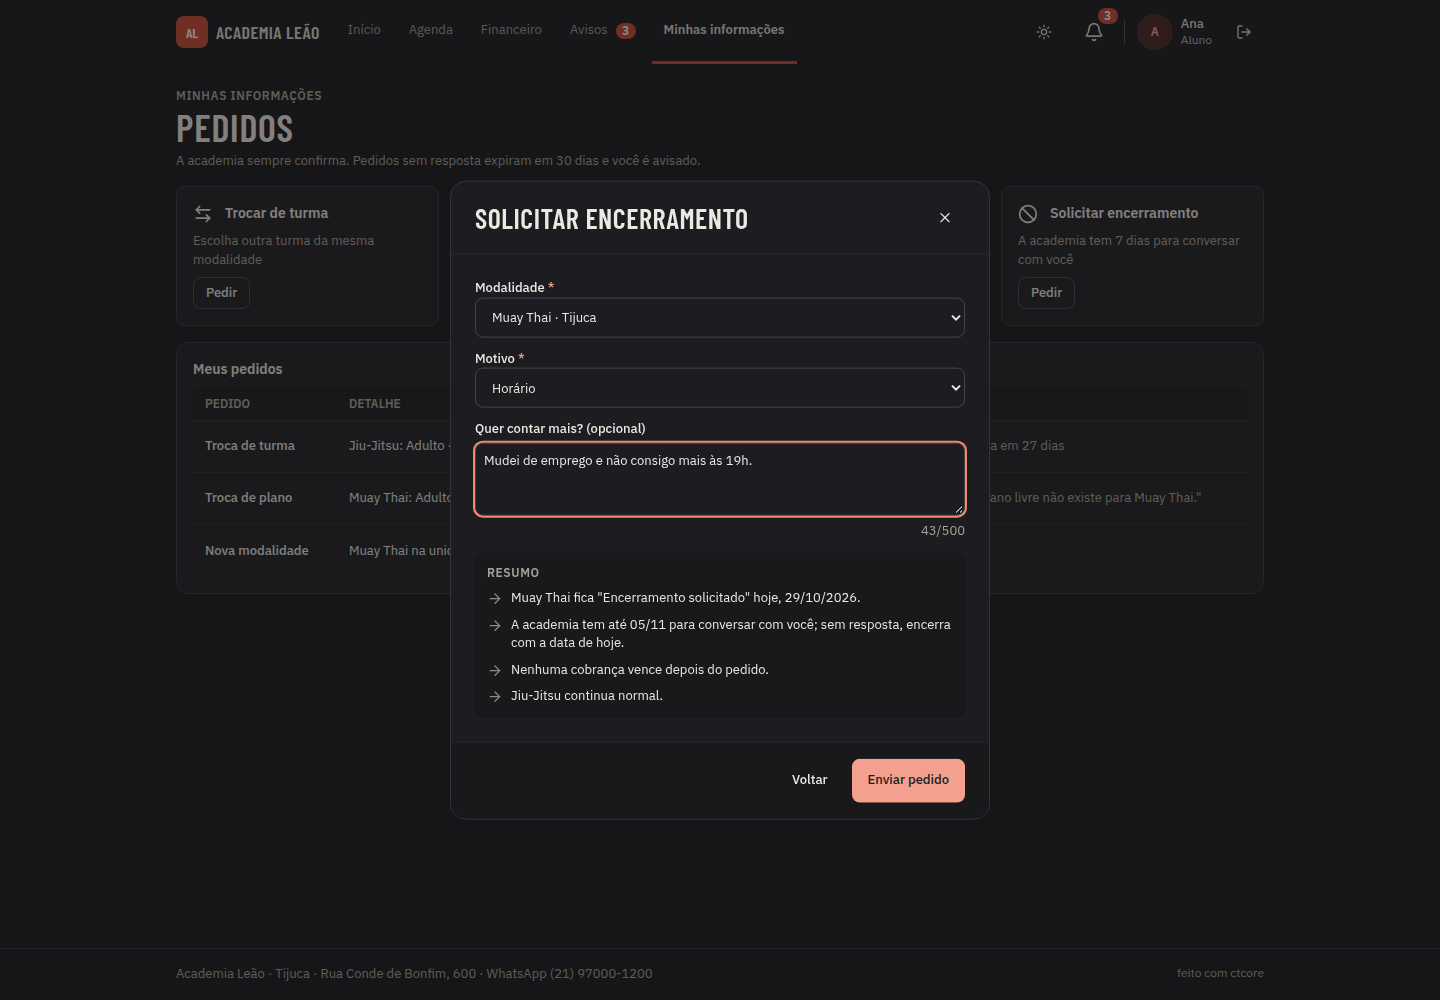 AL ACADEMIA LEÃO Início Agenda Financeiro Avisos 3 Minhas informações 3 A Ana
Aluno
MINHAS INFORMAÇÕES
PEDIDOS
A academia sempre confirma. Pedidos sem resposta expiram em 30 dias e você é avisado.
Trocar de turma
Escolha outra turma da mesma
modalidade
Pedir
Solicitar encerramento
A academia tem 7 dias para conversar
com você
Pedir
Meus pedidos
PEDIDO DETALHE
Troca de turma Jiu-Jitsu: Adulto · a em 27 dias
Troca de plano Muay Thai: Adulto ano livre não existe para Muay Thai."
Nova modalidade Muay Thai na unid
SOLICITAR ENCERRAMENTO
Modalidade *
Muay Thai · Tijuca
Motivo *
Horário
Quer contar mais? (opcional)
Mudei de emprego e não consigo mais às 19h.
43/500
RESUMO
Muay Thai fica "Encerramento solicitado" hoje, 29/10/2026.
A academia tem até 05/11 para conversar com você; sem resposta, encerra
com a data de hoje.
Nenhuma cobrança vence depois do pedido.
Jiu-Jitsu continua normal.
Voltar Enviar pedido
Academia Leão · Tijuca · Rua Conde de Bonfim, 600 · WhatsApp (21) 97000-1200 feito com ctcore